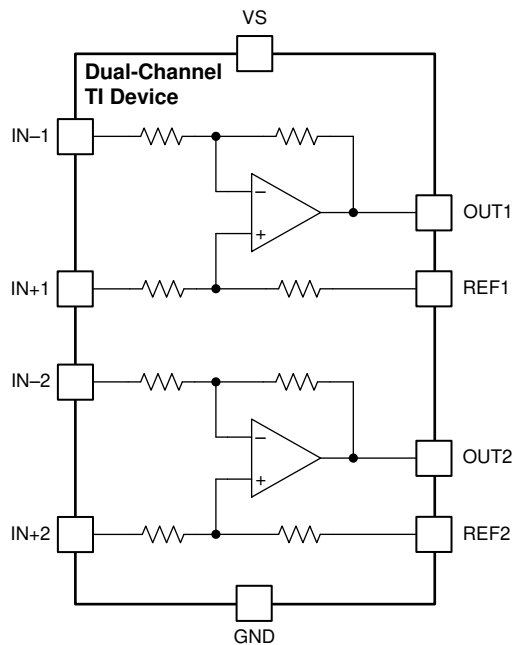 VS
Dual-Channel
TI Device
IN–1
−
+
OUT1
IN+1
REF1
IN–2
−
+
OUT2
IN+2
REF2
GND